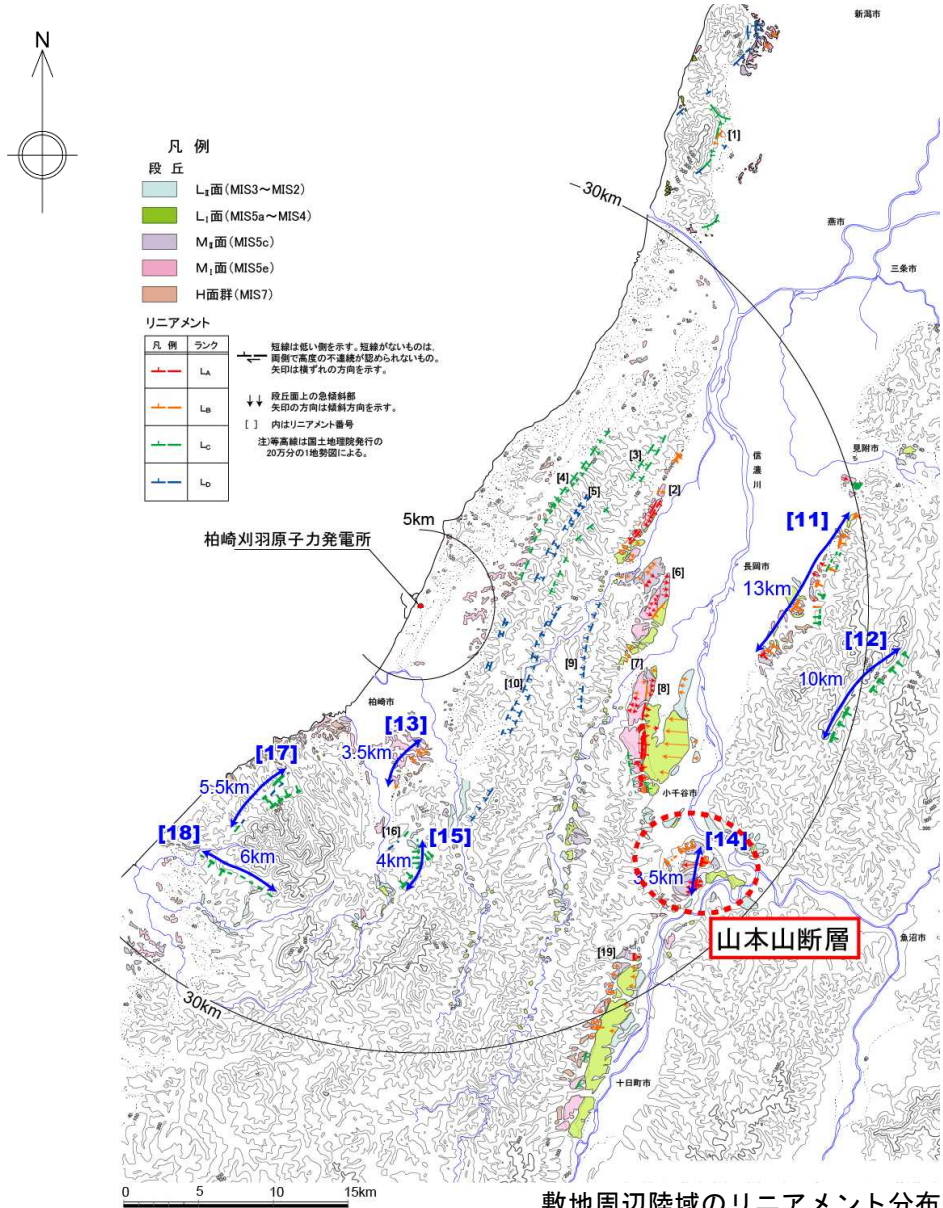 新潟市
N
凡例
段丘
LⅡ面(MIS3～MIS2)
LⅠ面(MIS5a～MIS4)
MⅡ面(MIS5c)
MⅠ面(MIS5e)
H面群(MIS7)
リニアメント
凡例 ランク
LA
LB
LC
LD
短線は低い側を示す。短線がないものは、
両側で高度の不連続が認められないもの。
矢印は横ずれの方向を示す。
段丘面上の急傾斜部
矢印の方向は傾斜方向を示す。
[ ] 内はリニアメント番号
注)等高線は国土地理院発行の
20万分の1地勢図による。
[1]
30km
燕市
三条市
見附市
信濃川
[3]
[4]
[5]
[2]
5km
柏崎刈羽原子力発電所
[11]
長岡市
13km
[6]
[12]
10km
[7]
[8]
[9]
[10]
柏崎市
[13]
3.5km
[17]
5.5km
小千谷市
[18]
6km
[16]
[15]
4km
[14]
3.5km
山本山断層
魚沼市
[19]
30km
十日町市
0 5 10 15km
敷地周辺陸域のリニアメント分布